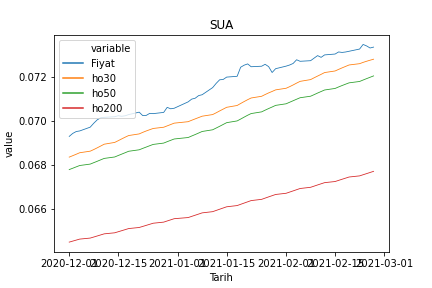 SUA
variable
Fiyat
ho30
ho50
ho200
value
0.072
0.070
0.068
0.066
2020-12-01
2020-12-15
2021-01-01
2021-01-15
2021-02-01
2021-02-15
2021-03-01
Tarih